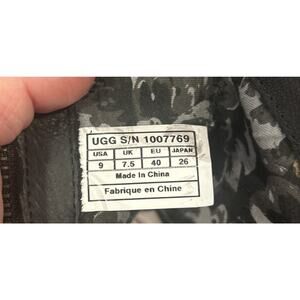 UGG S/N 1007769
USA UK EU JAPAN
9 7.5 40 26
Made In China
Fabrique en Chine